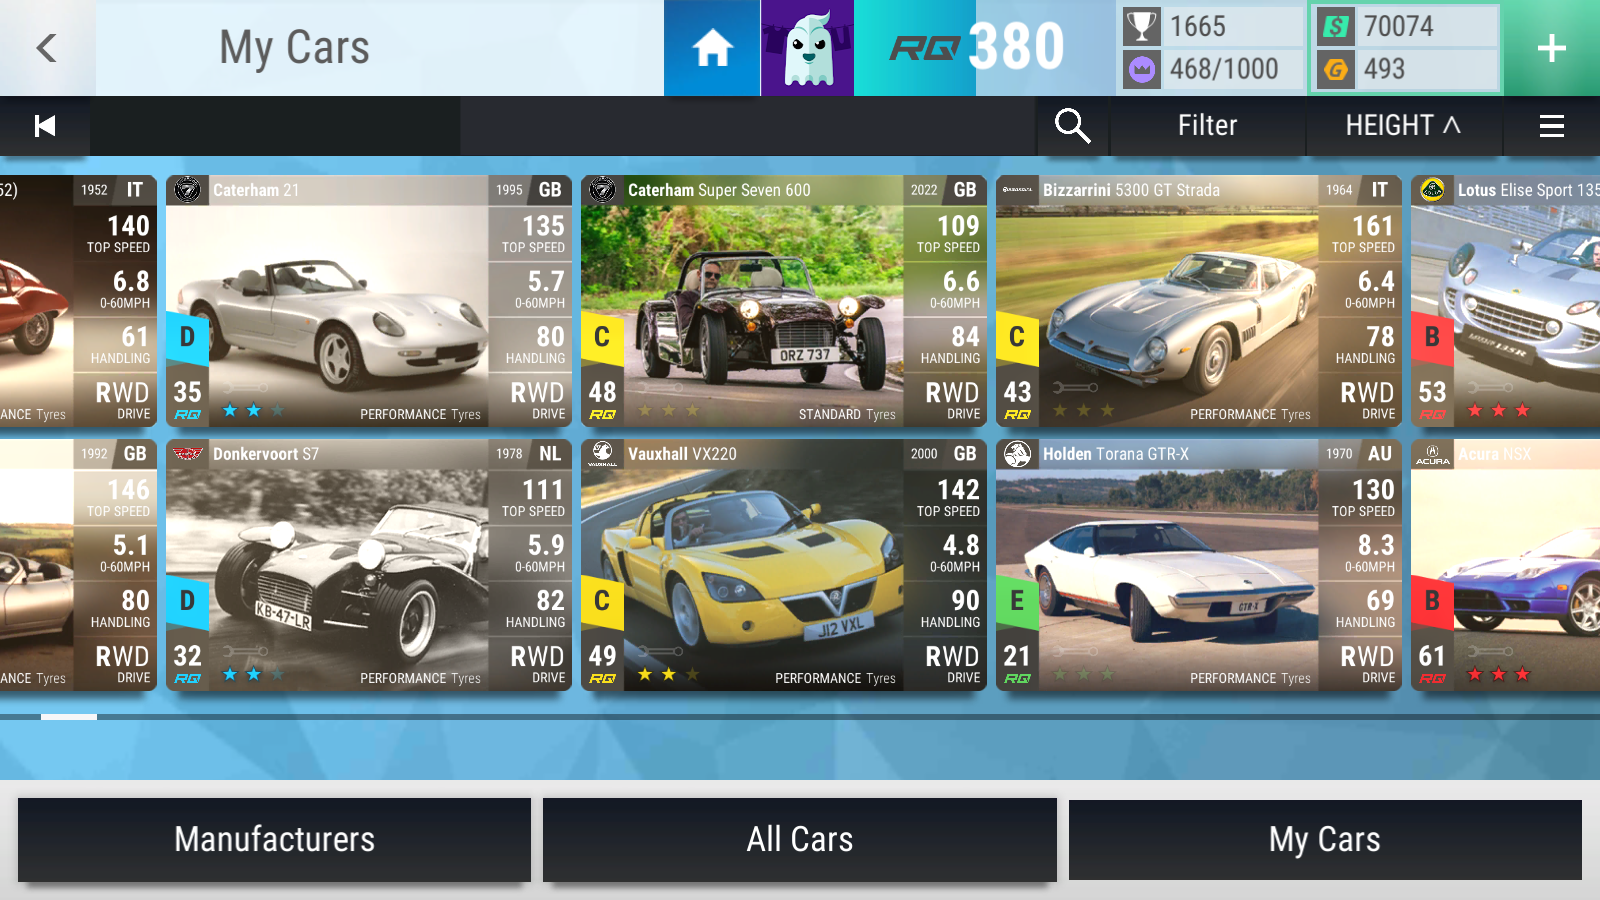 My Cars
RQ 380
1665
468/1000
70074
493
Filter
HEIGHT
52)
1952 IT
140
TOP SPEED
6.8
0-60MPH
61
HANDLING
RWD
DRIVE
ANCE Tyres
Caterham 21
1995 GB
135
TOP SPEED
5.7
0-60MPH
80
HANDLING
RWD
DRIVE
D
35
RQ
PERFORMANCE Tyres
Caterham Super Seven 600
2022 GB
109
TOP SPEED
6.6
0-60MPH
84
HANDLING
RWD
DRIVE
C
48
RQ
ORZ 737
STANDARD Tyres
Bizzarrini 5300 GT Strada
1964 IT
161
TOP SPEED
6.4
0-60MPH
78
HANDLING
RWD
DRIVE
C
43
RQ
PERFORMANCE Tyres
Lotus Elise Sport 135
B
53
RQ
1992 GB
146
TOP SPEED
5.1
0-60MPH
80
HANDLING
RWD
DRIVE
ANCE Tyres
Donkervoort S7
1978 NL
111
TOP SPEED
5.9
0-60MPH
82
HANDLING
RWD
DRIVE
D
32
RQ
KB-47-LR
PERFORMANCE Tyres
VAUXHALL
Vauxhall VX220
2000 GB
142
TOP SPEED
4.8
0-60MPH
90
HANDLING
RWD
DRIVE
C
49
RQ
J12 VXL
PERFORMANCE Tyres
Holden Torana GTR-X
1970 AU
130
TOP SPEED
8.3
0-60MPH
69
HANDLING
RWD
DRIVE
E
21
RQ
GTR-X
PERFORMANCE Tyres
ACURA
Acura NSX
B
61
RQ
Manufacturers
All Cars
My Cars